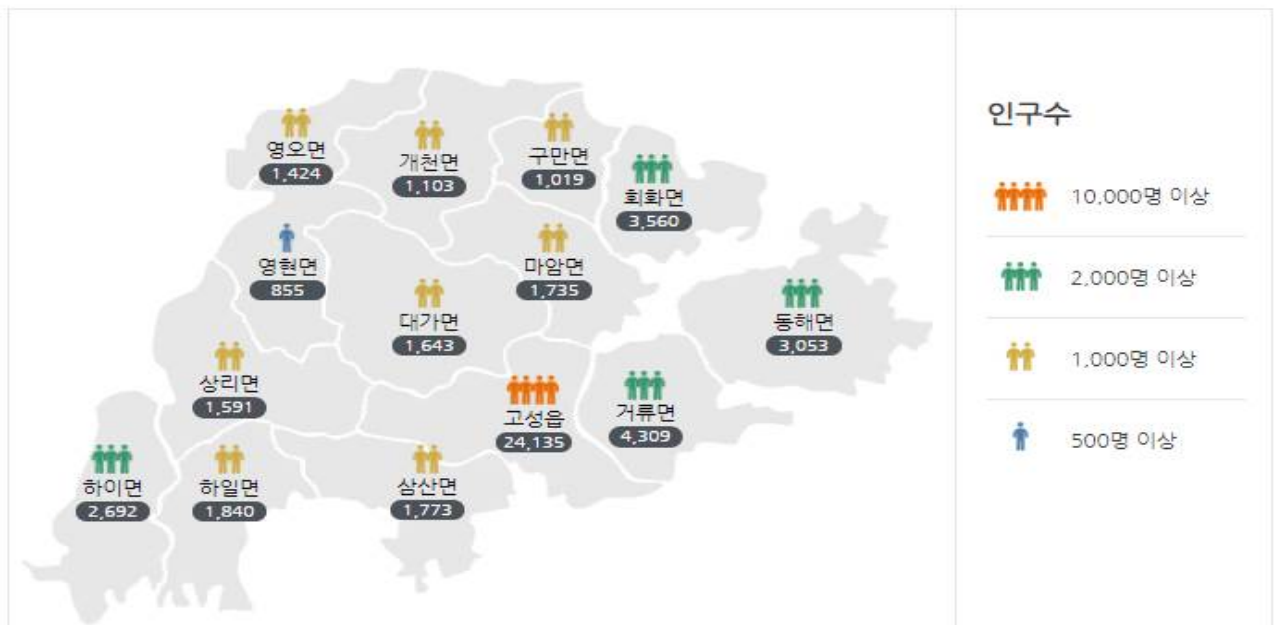 인구수
10,000명 이상
2,000명 이상
1,000명 이상
500명 이상
영오면
1,424
개천면
1,103
구만면
1,019
회화면
3,560
영현면
855
마암면
1,735
대가면
1,643
동해면
3,053
상리면
1,591
고성읍
24,135
거류면
4,309
하이면
2,692
하일면
1,840
삼산면
1,773